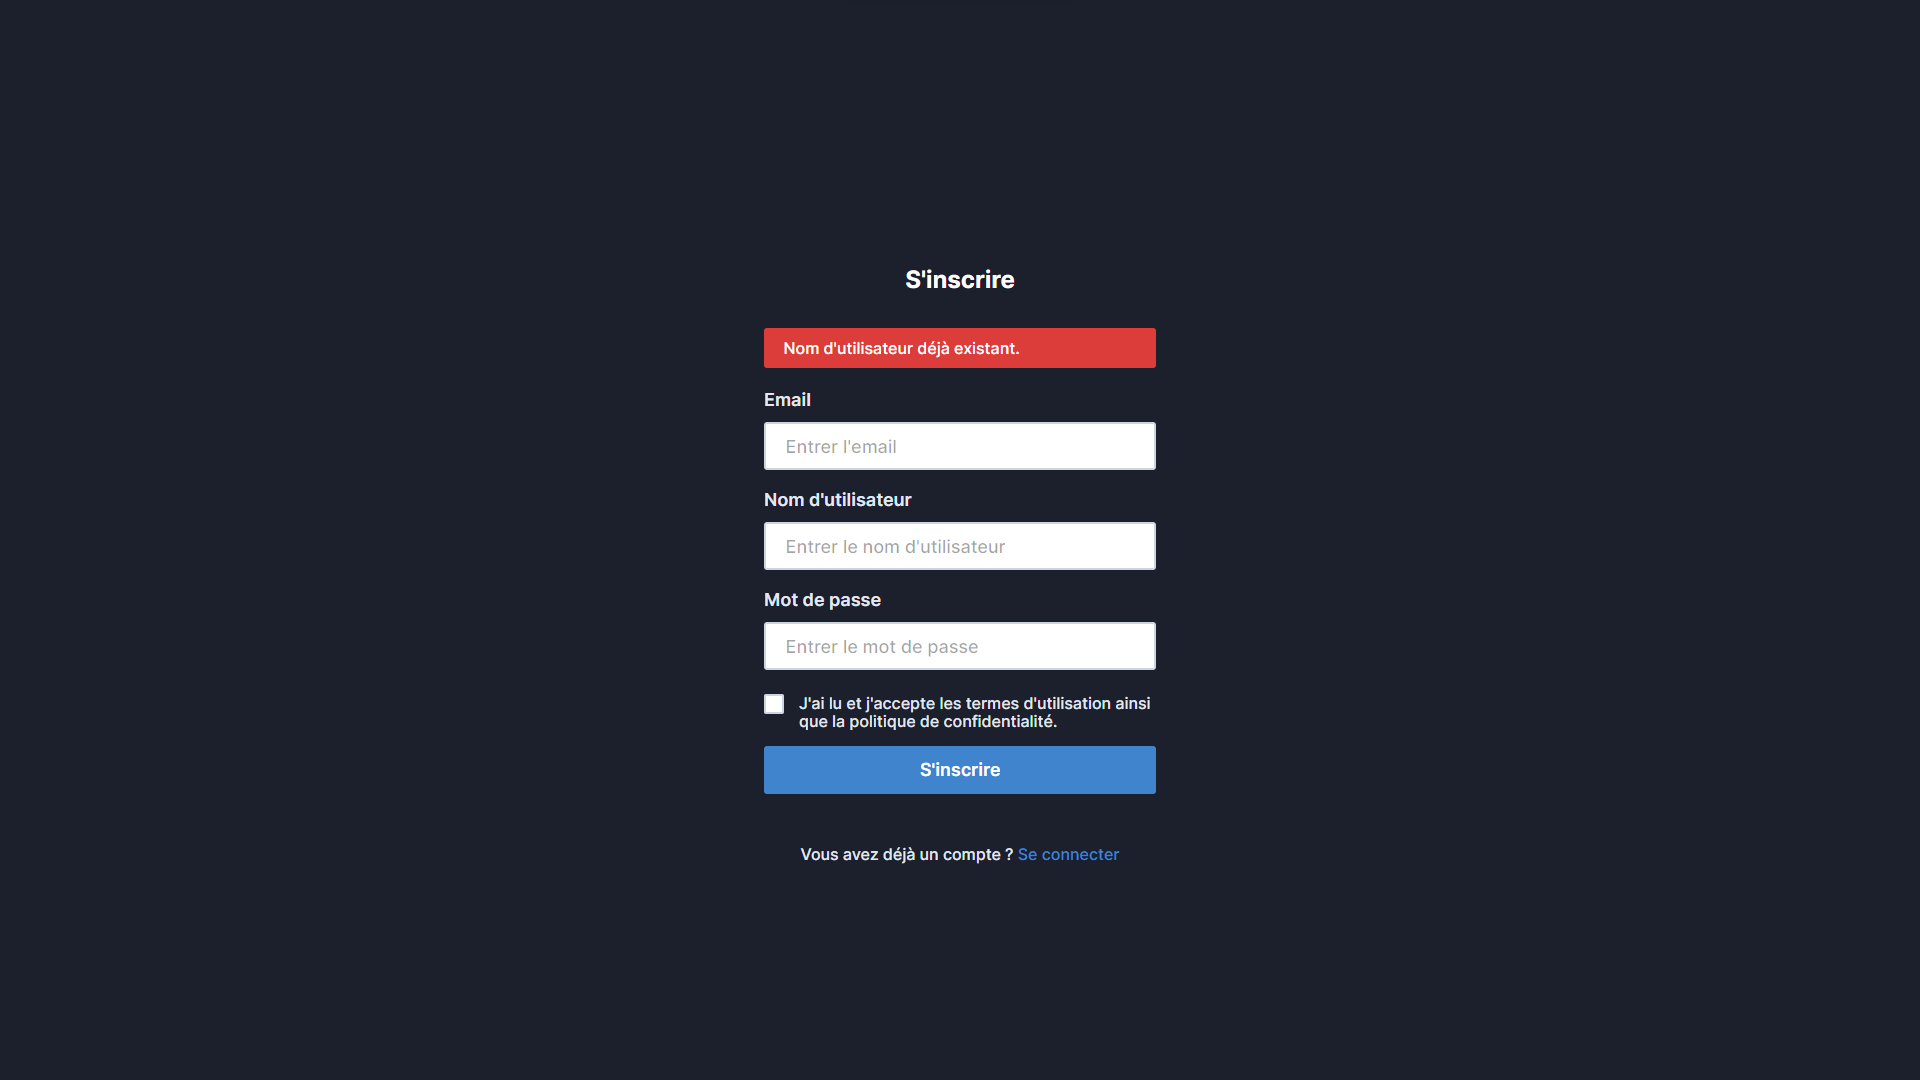 S'inscrire
Nom d'utilisateur déjà existant.
Email
Entrer l'email
Nom d'utilisateur
Entrer le nom d'utilisateur
Mot de passe
Entrer le mot de passe
J'ai lu et j'accepte les termes d'utilisation ainsi
que la politique de confidentialité.
S'inscrire
Vous avez déjà un compte ? Se connecter